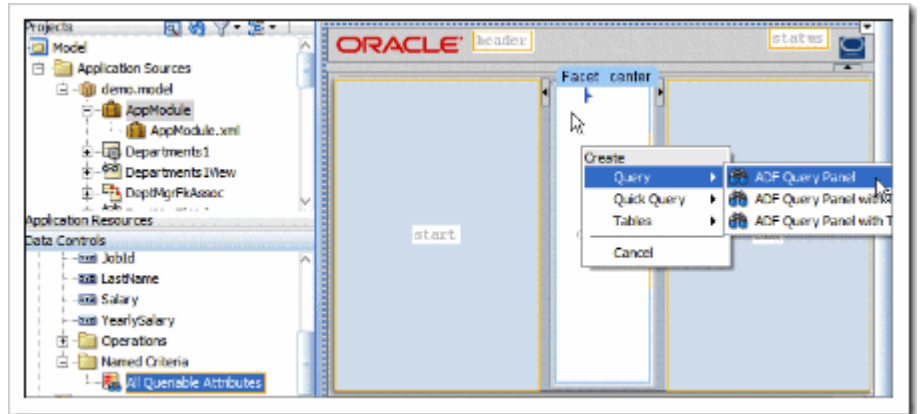 Projects
Model
Application Sources
demo.model
AppModule
AppModule.xml
Departments1
Departments1View
DeptMgrFkAssoc
Application Resources
Data Controls
JobId
LastName
Salary
YearlySalary
Operations
Named Criteria
All Queriable Attributes
ORACLE
header
status
Facet center
start
Create
Query
Quick Query
Tables
Cancel
ADF Query Panel
ADF Query Panel with
ADF Query Panel with T